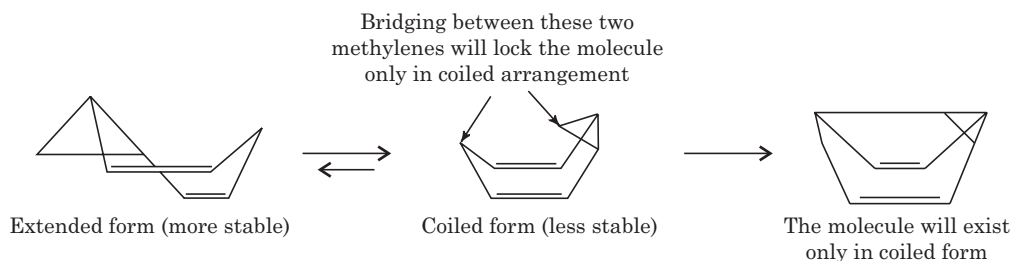 Bridging between these two
methylenes will lock the molecule
only in coiled arrangement
Extended form (more stable)
Coiled form (less stable)
The molecule will exist
only in coiled form